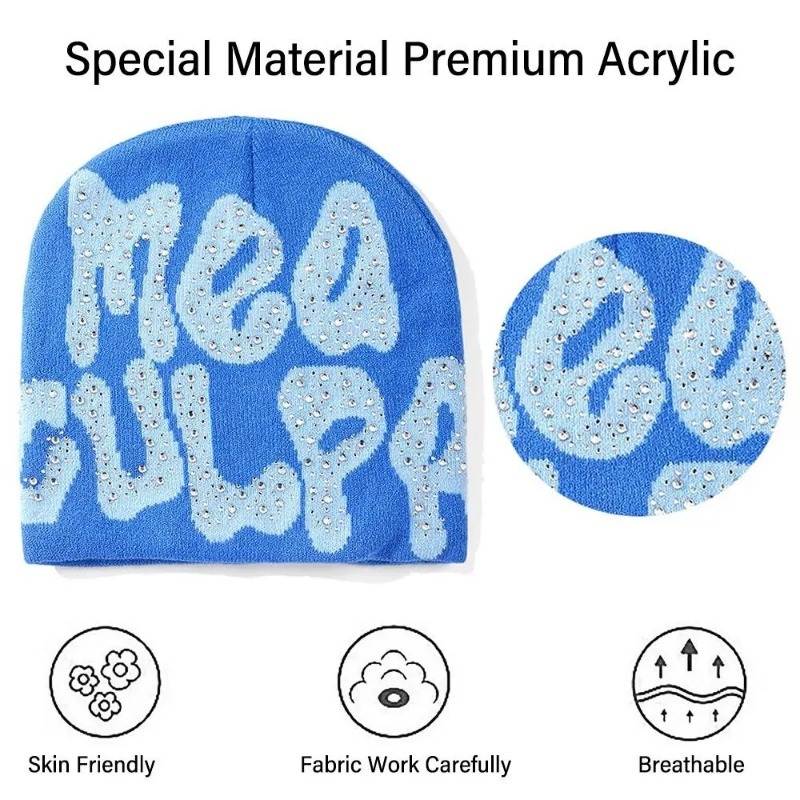 Special Material Premium Acrylic
Mea
CULPA
Skin Friendly
Fabric Work Carefully
Breathable